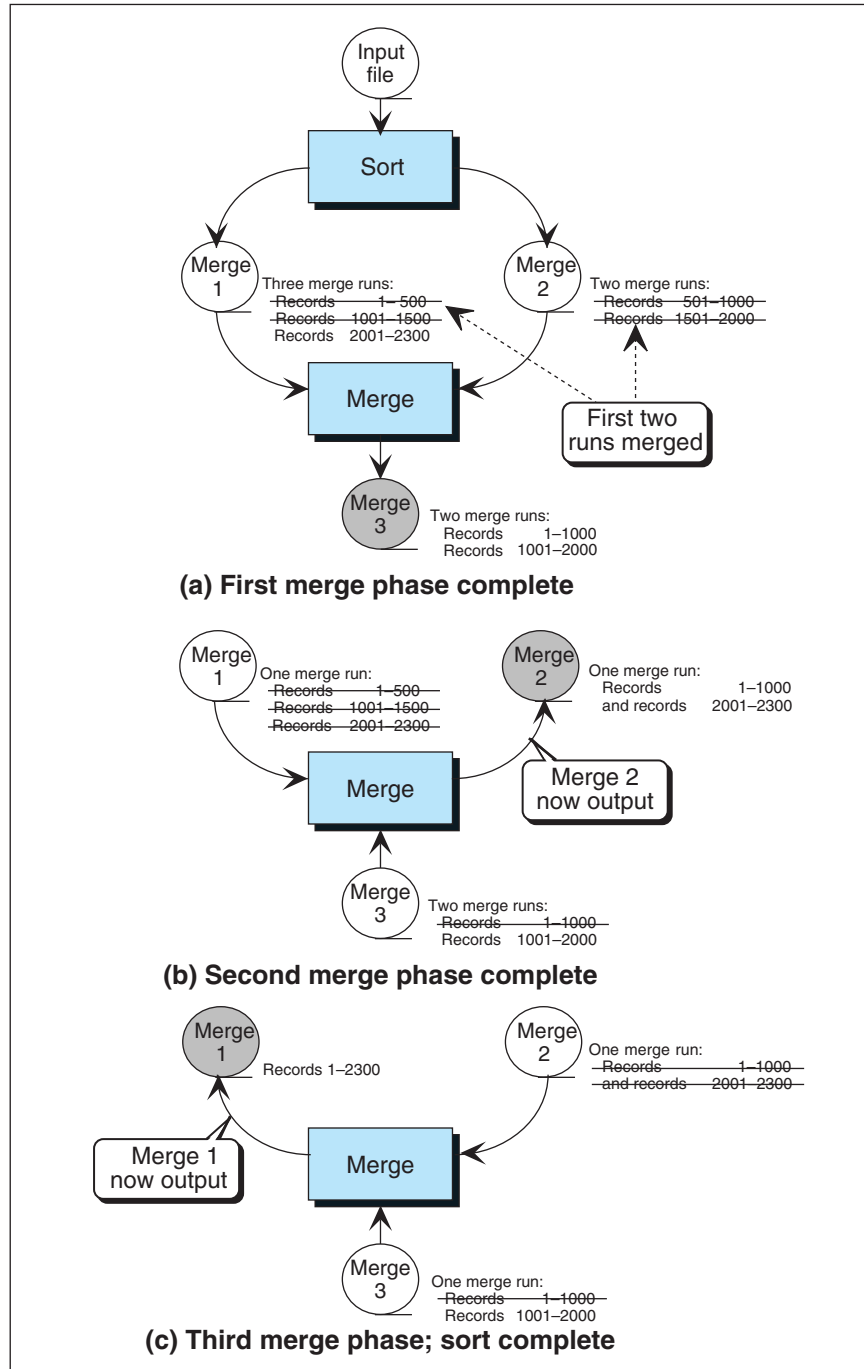 Input
file
Sort
Merge
1
Three merge runs:
Records 1– 500
Records 1001–1500
Records 2001–2300
Merge
2
Two merge runs:
Records 501–1000
Records 1501–2000
Merge
First two
runs merged
Merge
3
Two merge runs:
Records 1–1000
Records 1001–2000
(a) First merge phase complete
Merge
1
One merge run:
Records 1–500
Records 1001–1500
Records 2001–2300
Merge
2
One merge run:
Records 1–1000
and records 2001–2300
Merge
Merge 2
now output
Merge
3
Two merge runs:
Records 1–1000
Records 1001–2000
(b) Second merge phase complete
Merge
1
Records 1–2300
Merge
2
One merge run:
Records 1–1000
and records 2001–2300
Merge 1
now output
Merge
Merge
3
One merge run:
Records 1–1000
Records 1001–2000
(c) Third merge phase; sort complete